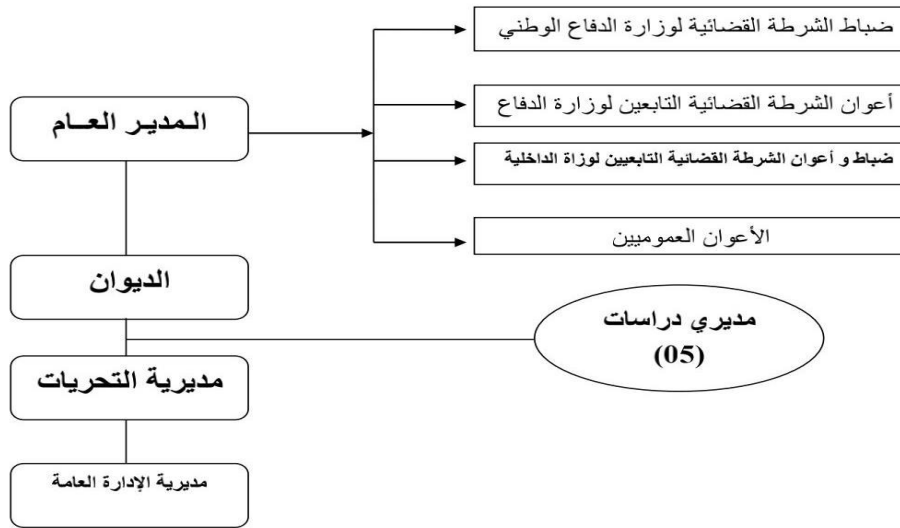 ضباط الشرطة القضائية لوزارة الدفاع الوطني
أعوان الشرطة القضائية التابعين لوزارة الدفاع
المدير العام
ضباط و أعوان الشرطة القضائية التابعيين لوزاة الداخلية
الأعوان العموميين
الديوان
مديري دراسات
(05)
مديرية التحريات
مديرية الإدارة العامة